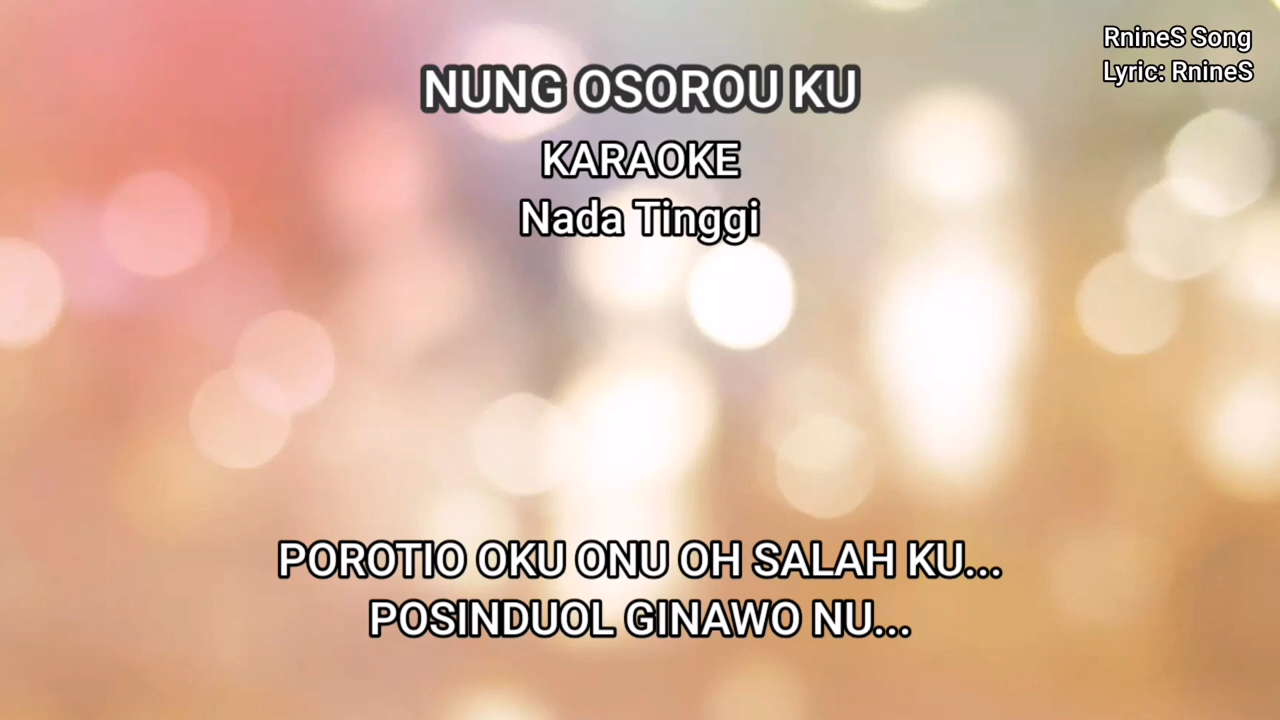 RnineS Song
Lyric: RnineS
NUNG OSOROU KU
KARAOKE
Nada Tinggi
POROTIO OKU ONU OH SALAH KU...
POSINDUOL GINAWO NU...